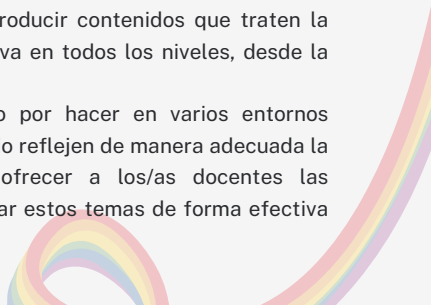 roducir contenidos que traten la
va en todos los niveles, desde la
o por hacer en varios entornos
o reflejen de manera adecuada la
ofrecer a los/as docentes las
ar estos temas de forma efectiva